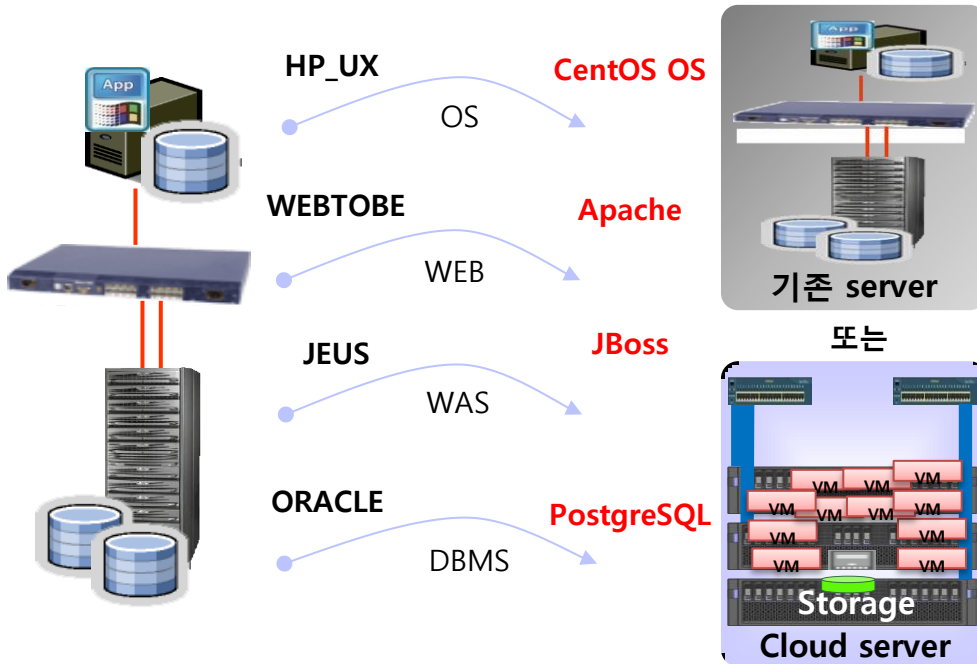 App
HP_UX
OS
CentOS OS
WEBTOBE
WEB
Apache
JEUS
WAS
JBoss
ORACLE
DBMS
PostgreSQL
App
기존 server
또는
VM
VM
VM
VM
VM
VM
VM
VM
VM
VM
VM
Storage
Cloud server